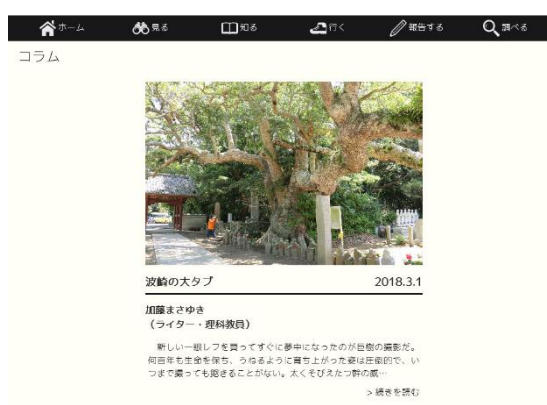 ホーム 見る 知る 行く 報告する 調べる
コラム
波崎の大タブ 2018.3.1
加藤まさゆき
（ライター・理科教員）
新しい一眼レフを買ってすぐに夢中になったのが巨樹の撮影だ。
何百年も生命を保ち、うねるように育ち上がった姿は圧倒的で、い
つまで撮っても飽きることがない。太くそびえたつ幹の威…
> 続きを読む